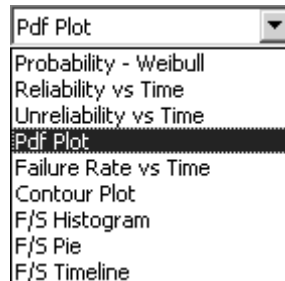 Pdf Plot
Probability - Weibull
Reliability vs Time
Unreliability vs Time
Pdf Plot
Failure Rate vs Time
Contour Plot
F/S Histogram
F/S Pie
F/S Timeline